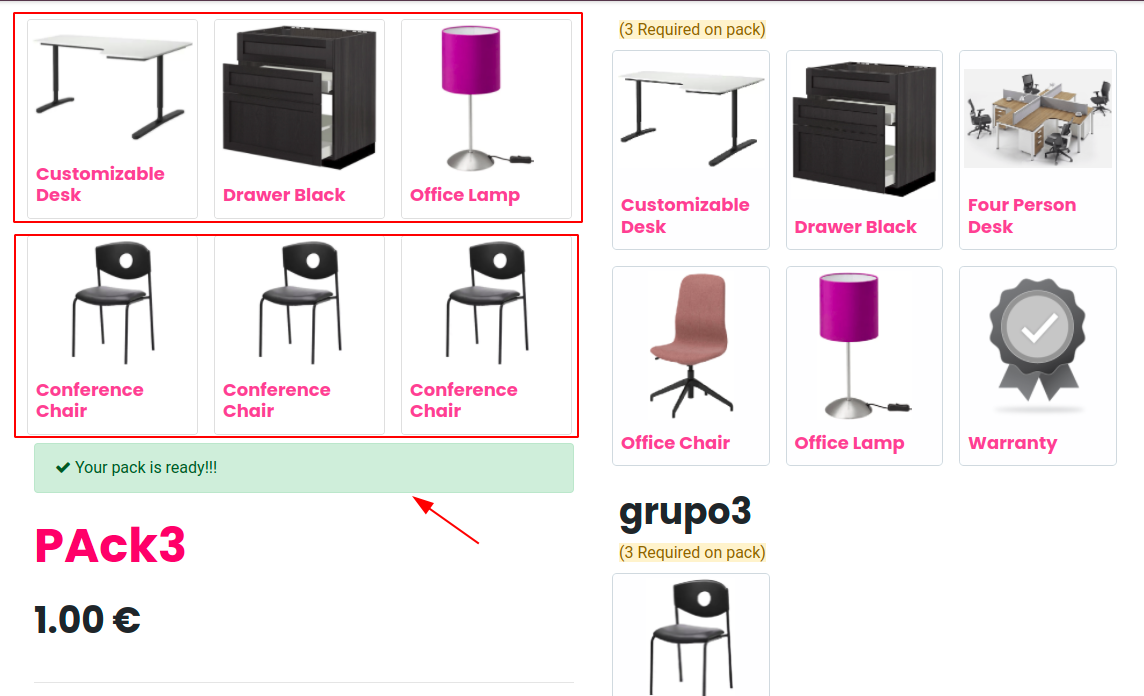 Customizable
Desk
Drawer Black
Office Lamp
Conference
Chair
Conference
Chair
Conference
Chair
Your pack is ready!!!
PAck3
1.00 €
(3 Required on pack)
Customizable
Desk
Drawer Black
Four Person
Desk
Office Chair
Office Lamp
Warranty
grupo3
(3 Required on pack)